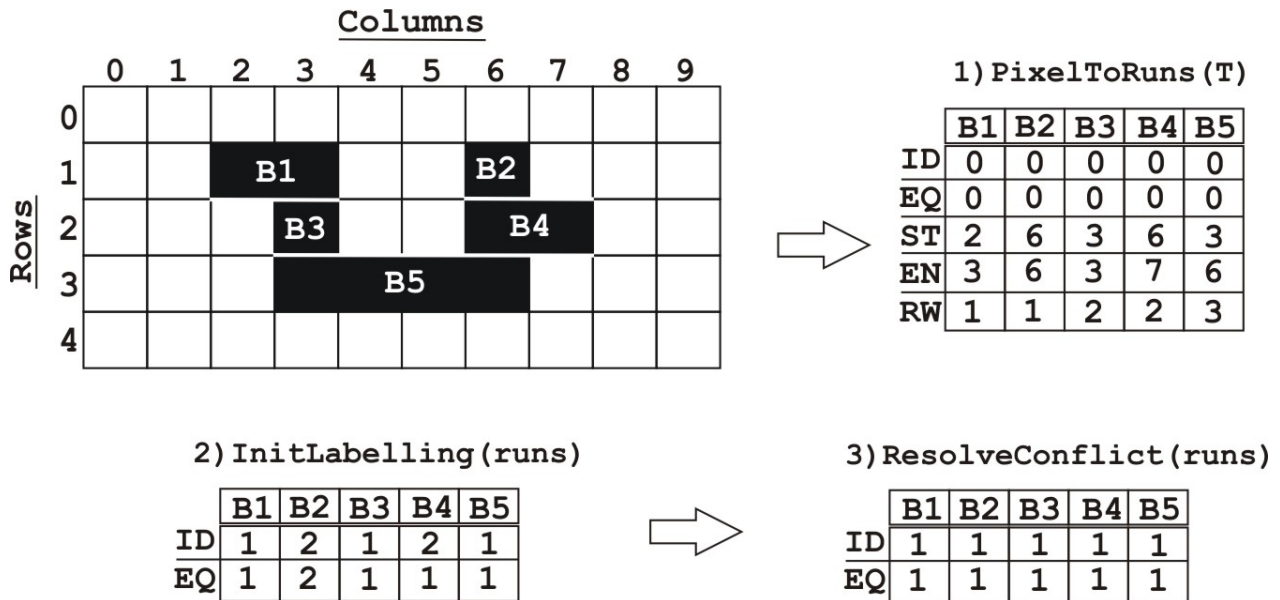 Columns
0 1 2 3 4 5 6 7 8 9
Rows
0
1 B1 B2
2 B3 B4
3 B5
4
1)PixelToRuns(T)
B1 B2 B3 B4 B5
ID 0 0 0 0 0
EQ 0 0 0 0 0
ST 2 6 3 6 3
EN 3 6 3 7 6
RW 1 1 2 2 3
2)InitLabelling(runs)
B1 B2 B3 B4 B5
ID 1 2 1 2 1
EQ 1 2 1 1 1
3)ResolveConflict(runs)
B1 B2 B3 B4 B5
ID 1 1 1 1 1
EQ 1 1 1 1 1